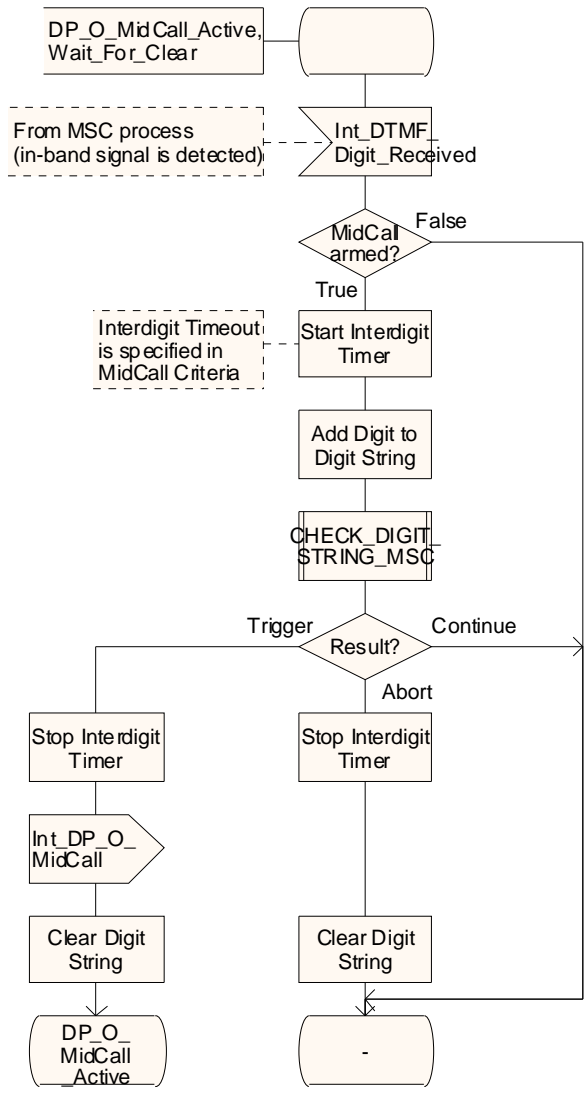 DP_O_MidCall_Active,
Wait_For_Clear
From MSC process
(in-band signal is detected)
Int_DTMF_
Digit_Received
MidCall
armed?
False
True
Interdigit Timeout
is specified in
MidCall Criteria
Start Interdigit
Timer
Add Digit to
Digit String
CHECK_DIGIT_
STRING_MSC
Trigger
Result?
Continue
Abort
Stop Interdigit
Timer
Stop Interdigit
Timer
Int_DP_O_
MidCall
Clear Digit
String
Clear Digit
String
DP_O_
MidCall
_Active
-